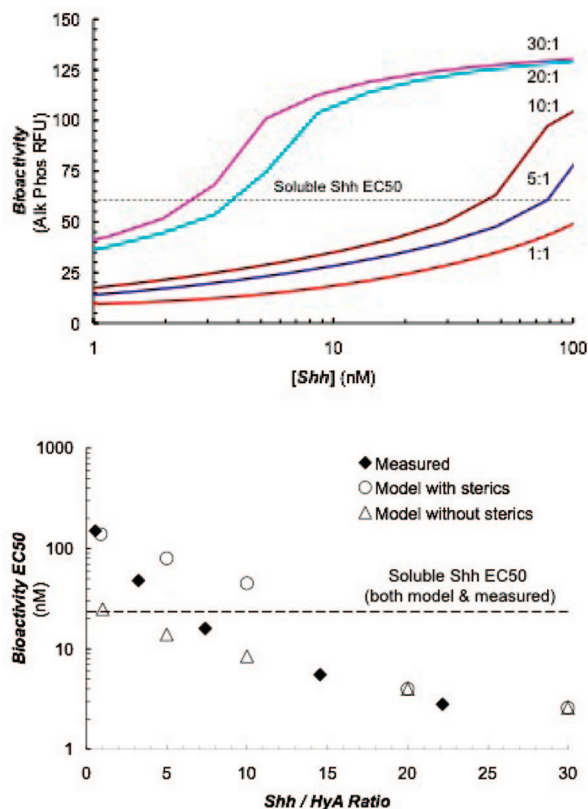 150
125
100
75
50
25
0
Bioactivity
(Alk Phos RFU)
30:1
20:1
10:1
5:1
1:1
Soluble Shh EC50
1
10
100
[Shh] (nM)
1000
100
10
1
Bioactivity EC50
(nM)
Measured
Model with sterics
Model without sterics
Soluble Shh EC50
(both model & measured)
0
5
10
15
20
25
30
Shh / HyA Ratio